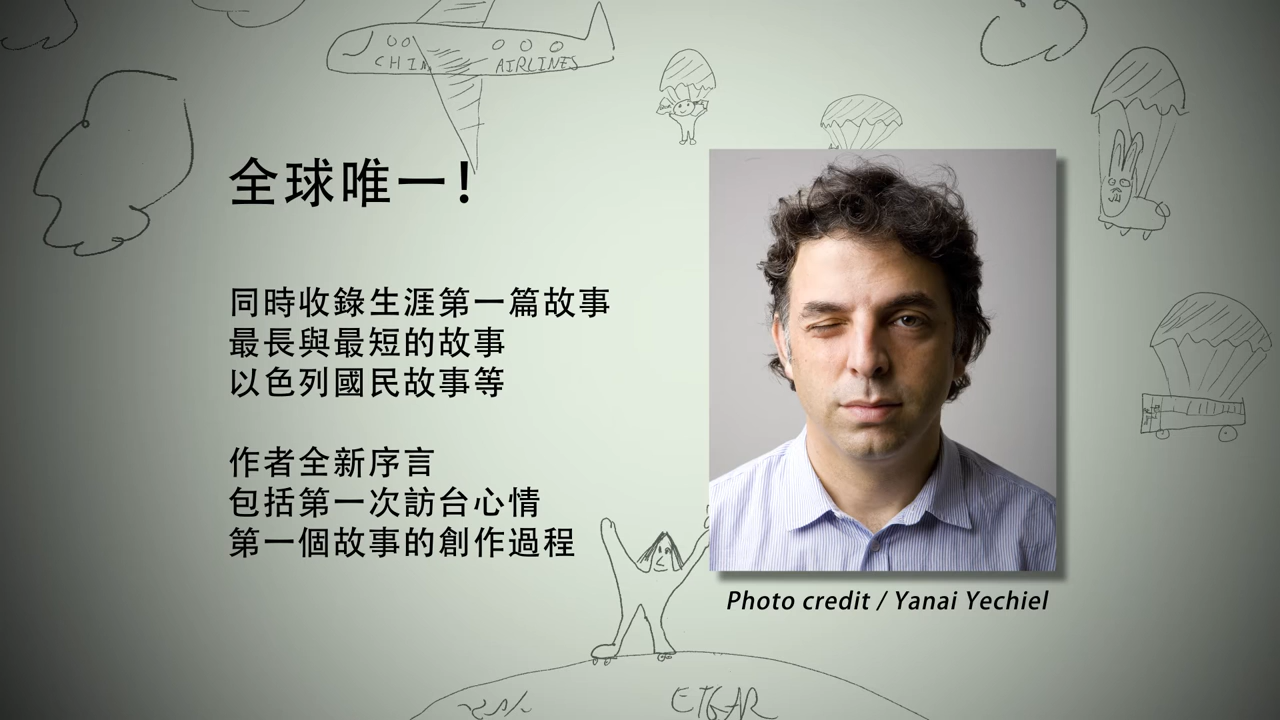 CHIN AIRLINES
全球唯一！
同時收錄生涯第一篇故事
最長與最短的故事
以色列國民故事等
作者全新序言
包括第一次訪台心情
第一個故事的創作過程
Photo credit / Yanai Yechiel
ETGAR